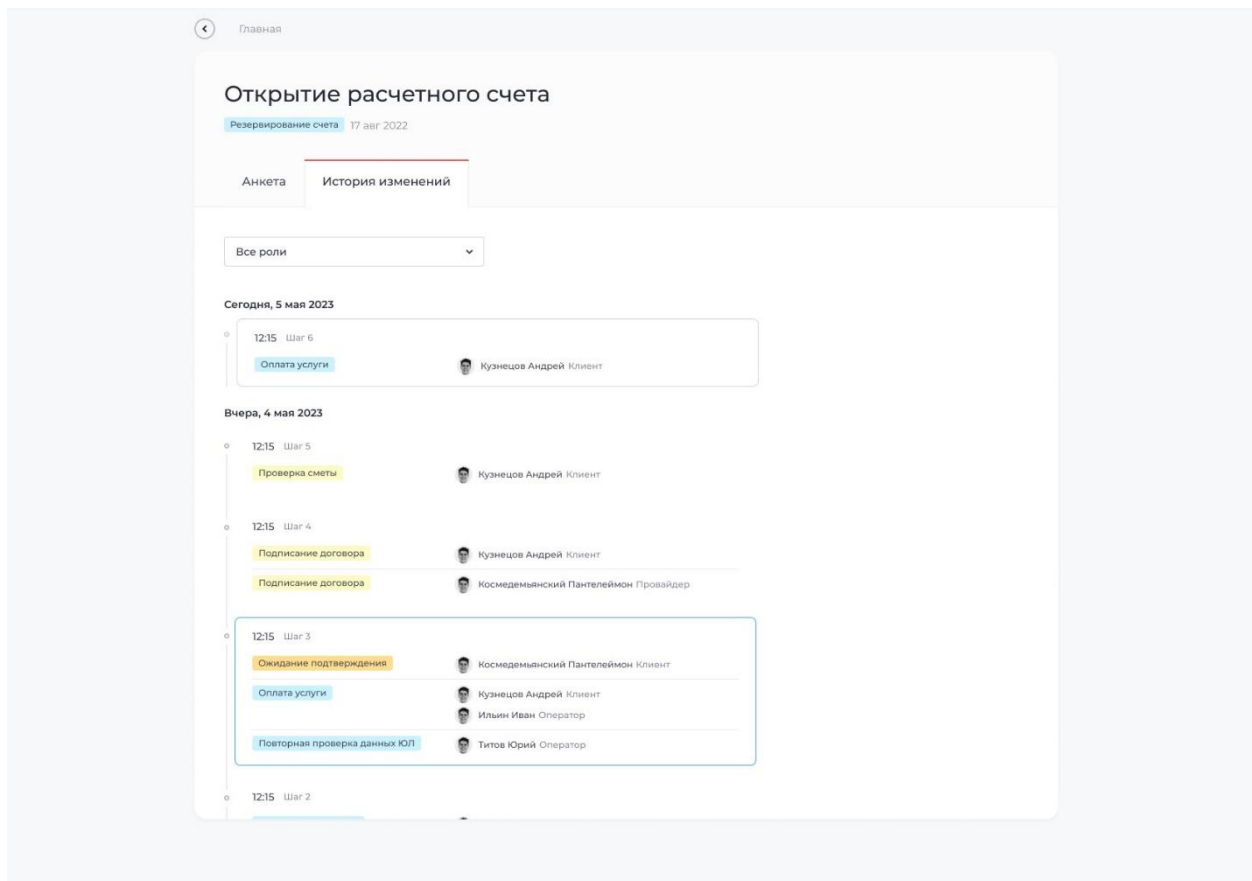 Главная
Открытие расчетного счета
Резервирование счета 17 авг 2022
Анкета История изменений
Все роли
Сегодня, 5 мая 2023
12:15 Шаг 6
Оплата услуги Кузнецов Андрей Клиент
Вчера, 4 мая 2023
12:15 Шаг 5
Проверка сметы Кузнецов Андрей Клиент
12:15 Шаг 4
Подписание договора Кузнецов Андрей Клиент
Подписание договора Космедемьянский Пантелеймон Провайдер
12:15 Шаг 3
Ожидание подтверждения Космедемьянский Пантелеймон Клиент
Оплата услуги Кузнецов Андрей Клиент
Ильин Иван Оператор
Повторная проверка данных ЮЛ Титов Юрий Оператор
12:15 Шаг 2